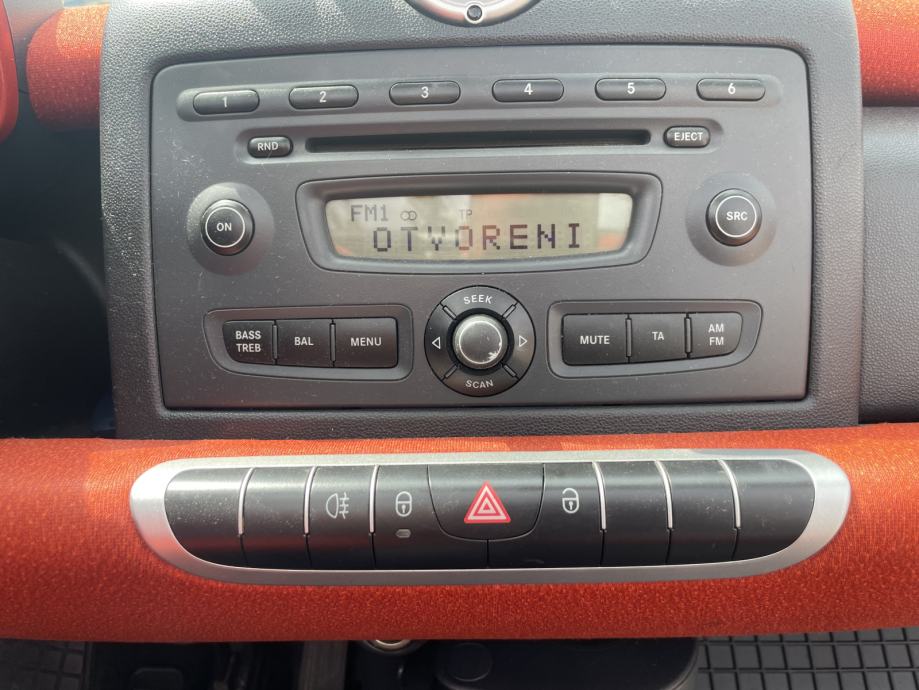 1 2 3 4 5 6
RND EJECT
FM1 TP
ON OTVORENI SRC
SEEK
BASS TREB BAL MENU MUTE TA AM FM
SCAN